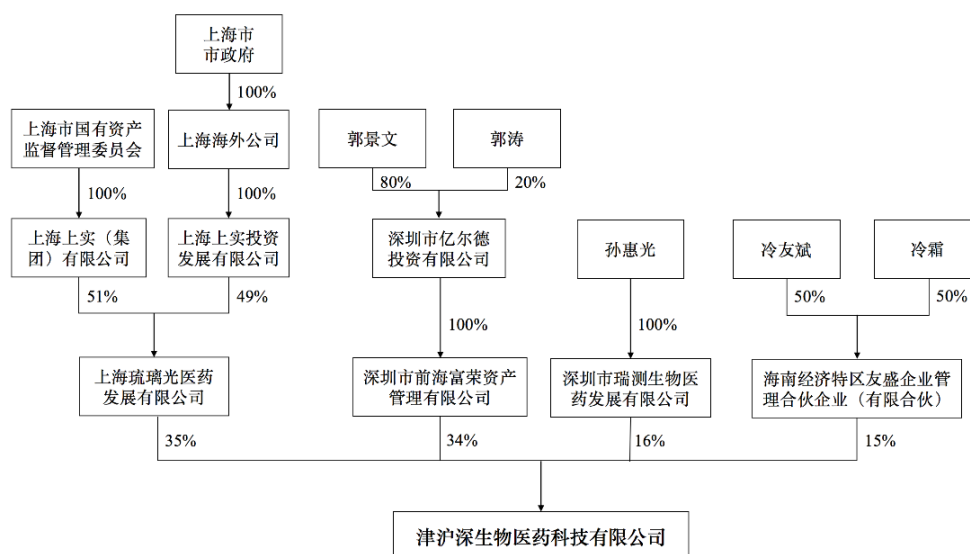 上海市
市政府
100%
上海市国有资产
监督管理委员会
上海海外公司
郭景文
郭涛
80%
20%
100%
100%
上海上实（集
团）有限公司
上海上实投资
发展有限公司
深圳市亿尔德
投资有限公司
孙惠光
冷友斌
冷霜
51%
49%
50%
50%
100%
100%
上海琉璃光医药
发展有限公司
深圳市前海富荣资产
管理有限公司
深圳市瑞测生物医
药发展有限公司
海南经济特区友盛企业管
理合伙企业（有限合伙）
35%
34%
16%
15%
津沪深生物医药科技有限公司